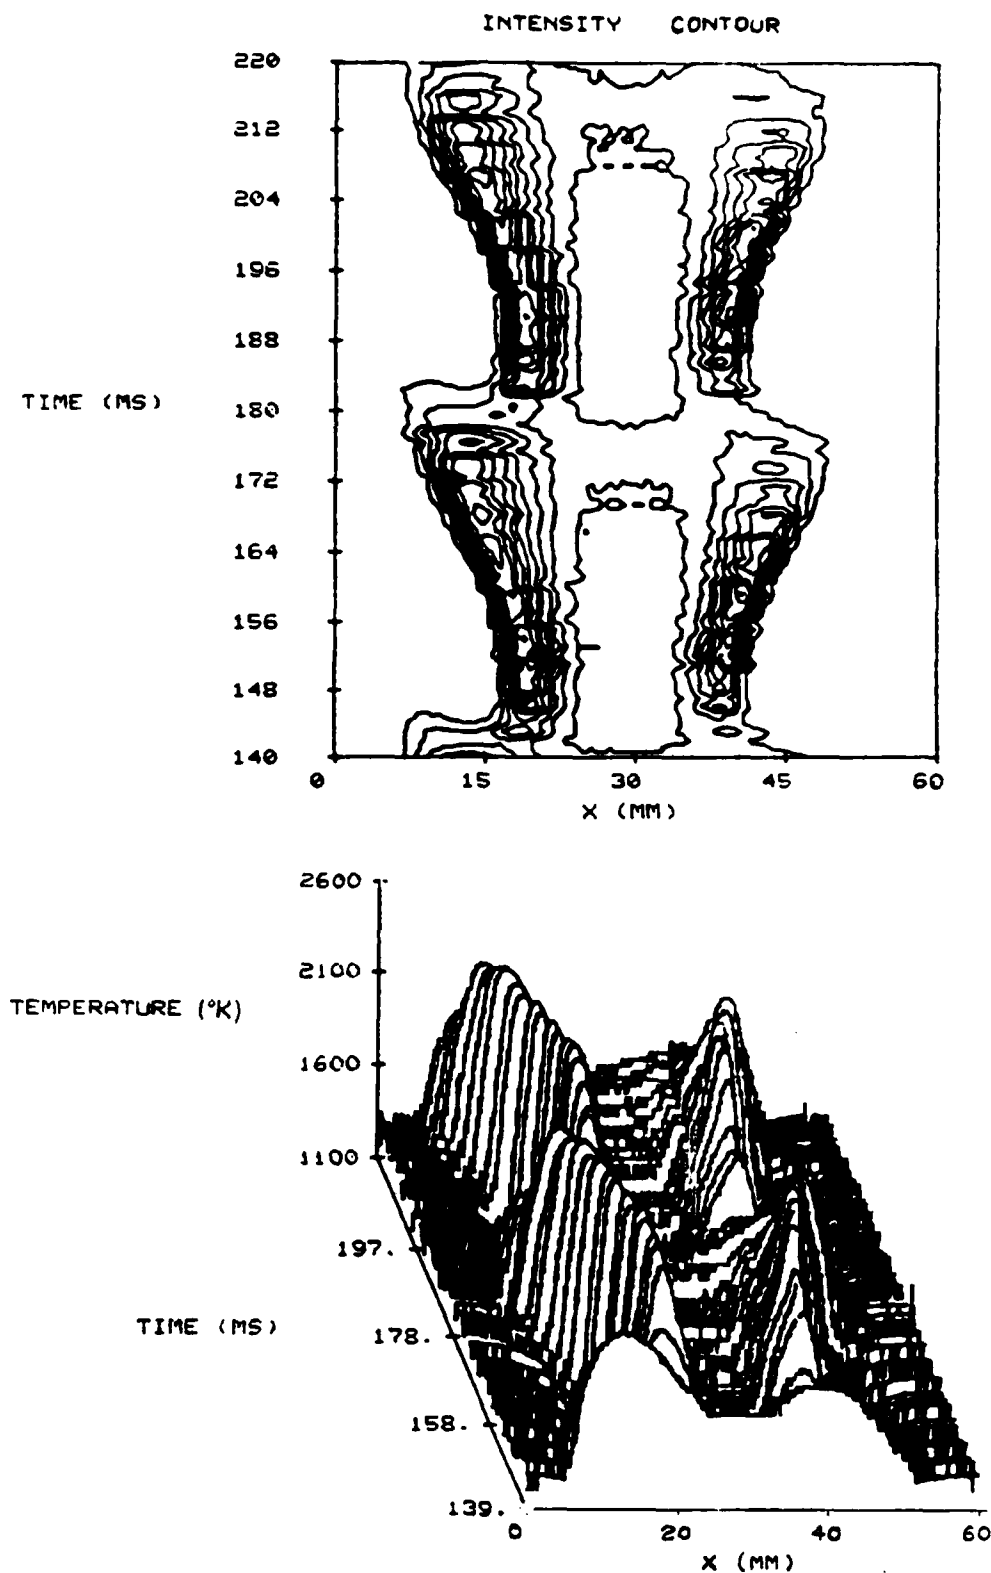 INTENSITY CONTOUR
220
212
204
196
188
TIME (MS)
180
172
164
156
148
140
0 15 30 45 60
X (MM)
2600
2100
TEMPERATURE (°K)
1600
1100
197.
TIME (MS)
178.
158.
139.
0 20 40 60
X (MM)